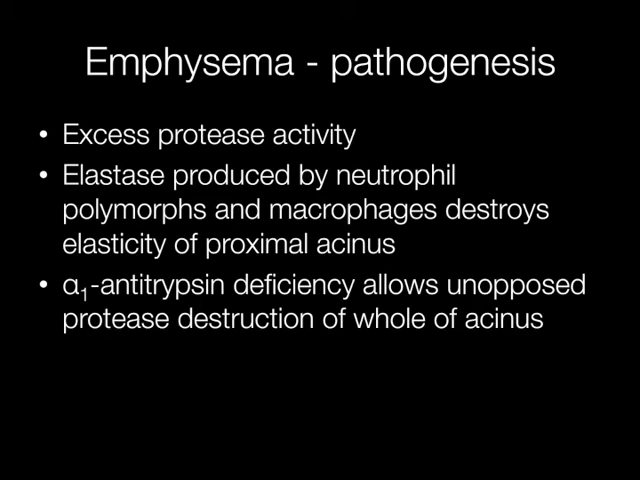 Emphysema - pathogenesis
• Excess protease activity
• Elastase produced by neutrophil
polymorphs and macrophages destroys
elasticity of proximal acinus
• α₁-antitrypsin deficiency allows unopposed
protease destruction of whole of acinus